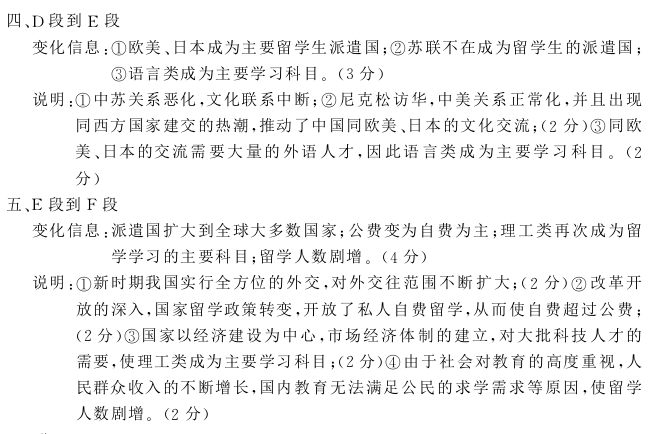 四、D段到E段
变化信息:①欧美、日本成为主要留学生派遣国;②苏联不在成为留学生的派遣国;
③语言类成为主要学习科目。(3分)
说明:①中苏关系恶化,文化联系中断;②尼克松访华,中美关系正常化,并且出现
同西方国家建交的热潮,推动了中国同欧美、日本的文化交流;(2分)③同欧
美、日本的交流需要大量的外语人才,因此语言类成为主要学习科目。(2
分)
五、E段到F段
变化信息:派遣国扩大到全球大多数国家;公费变为自费为主;理工类再次成为留
学学习的主要科目;留学人数剧增。(4分)
说明:①新时期我国实行全方位的外交,对外交往范围不断扩大;(2分)②改革开
放的深入,国家留学政策转变,开放了私人自费留学,从而使自费超过公费;
(2分)③国家以经济建设为中心,市场经济体制的建立,对大批科技人才的
需要,使理工类成为主要学习科目;(2分)④由于社会对教育的高度重视,人
民群众收入的不断增长,国内教育无法满足公民的求学需求等原因,使留学
人数剧增。(2分)